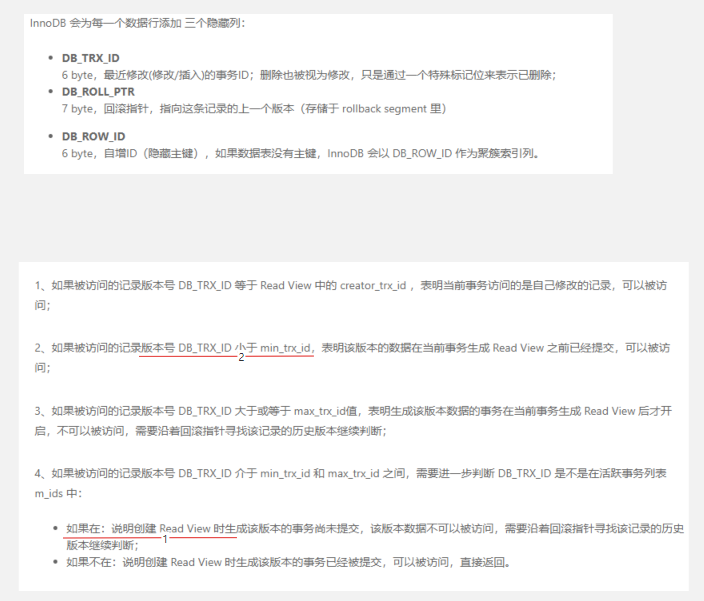 InnoDB 会为每一个数据行添加 三个隐藏列：
• DB_TRX_ID
6 byte，最近修改(修改/插入)的事务ID；删除也被视为修改，只是通过一个特殊标记位来表示已删除；
• DB_ROLL_PTR
7 byte，回滚指针，指向这条记录的上一个版本（存储于 rollback segment 里）
• DB_ROW_ID
6 byte，自增ID（隐藏主键），如果数据表没有主键，InnoDB 会以 DB_ROW_ID 作为聚簇索引列。
1、如果被访问的记录版本号 DB_TRX_ID 等于 Read View 中的 creator_trx_id ，表明当前事务访问的是自己修改的记录，可以被访
问；
2、如果被访问的记录版本号 DB_TRX_ID 小于 min_trx_id，表明该版本的数据在当前事务生成 Read View 之前已经提交，可以被访
2
问；
3、如果被访问的记录版本号 DB_TRX_ID 大于或等于 max_trx_id值，表明生成该版本数据的事务在当前事务生成 Read View 后才开
启，不可以被访问，需要沿着回滚指针寻找该记录的历史版本继续判断；
4、如果被访问的记录版本号 DB_TRX_ID 介于 min_trx_id 和 max_trx_id 之间，需要进一步判断 DB_TRX_ID 是不是在活跃事务列表
m_ids 中：
• 如果在：说明创建 Read View 时生成该版本的事务尚未提交，该版本数据不可以被访问，需要沿着回滚指针寻找该记录的历史
1
版本继续判断；
• 如果不在：说明创建 Read View 时生成该版本的事务已经被提交，可以被访问，直接返回。